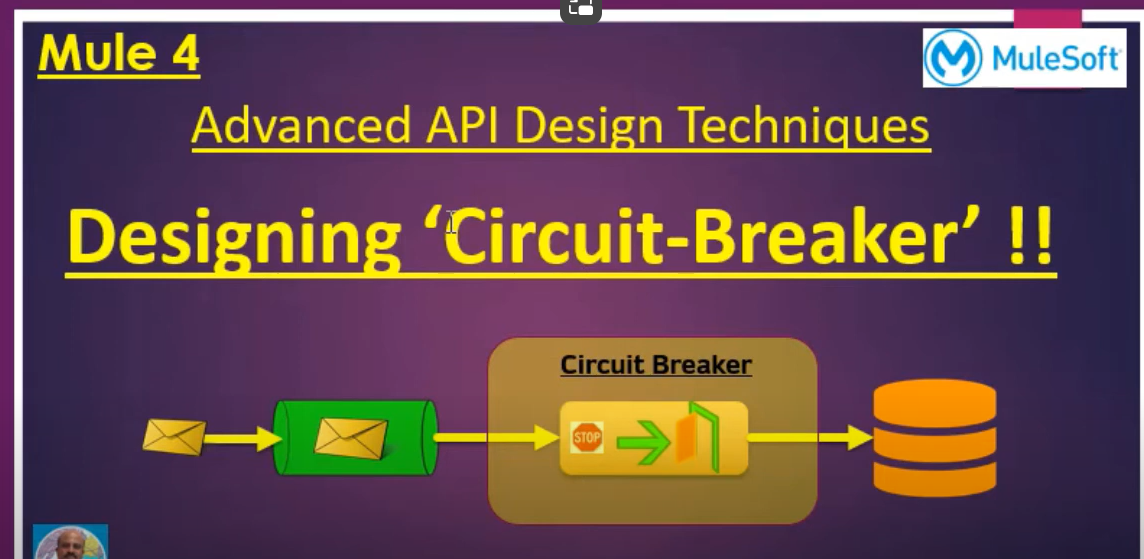 Mule 4
MuleSoft
Advanced API Design Techniques
Designing ‘Circuit-Breaker’ !!
Circuit Breaker
STOP